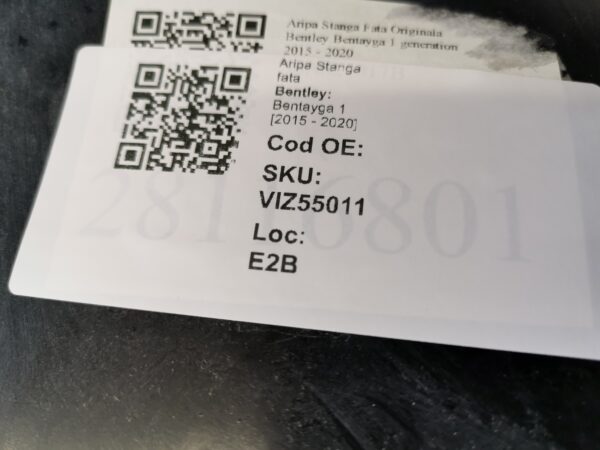 Aripa Stanga Fata Originala
Bentley Bentayga 1 generation
2015 - 2020
Aripa Stanga
fata
Bentley:
Bentayga 1
[2015 - 2020]
Cod OE:
SKU:
VIZ55011
Loc:
E2B